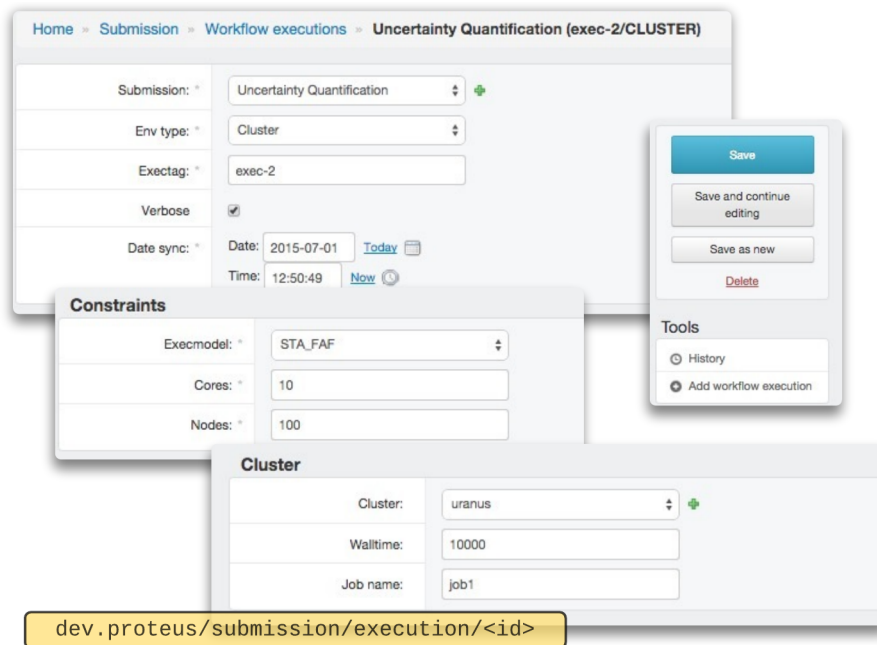 Home » Submission » Workflow executions » Uncertainty Quantification (exec-2/CLUSTER)
Submission: * Uncertainty Quantification
Env type: * Cluster
Exectag: * exec-2
Verbose
Date sync: * Date: 2015-07-01 Today
Time: 12:50:49 Now
Save
Save and continue
editing
Save as new
Delete
Tools
History
Add workflow execution
Constraints
Execmodel: * STA_FAF
Cores: * 10
Nodes: * 100
Cluster
Cluster: uranus
Walltime: 10000
Job name: job1
dev.proteus/submission/execution/<id>